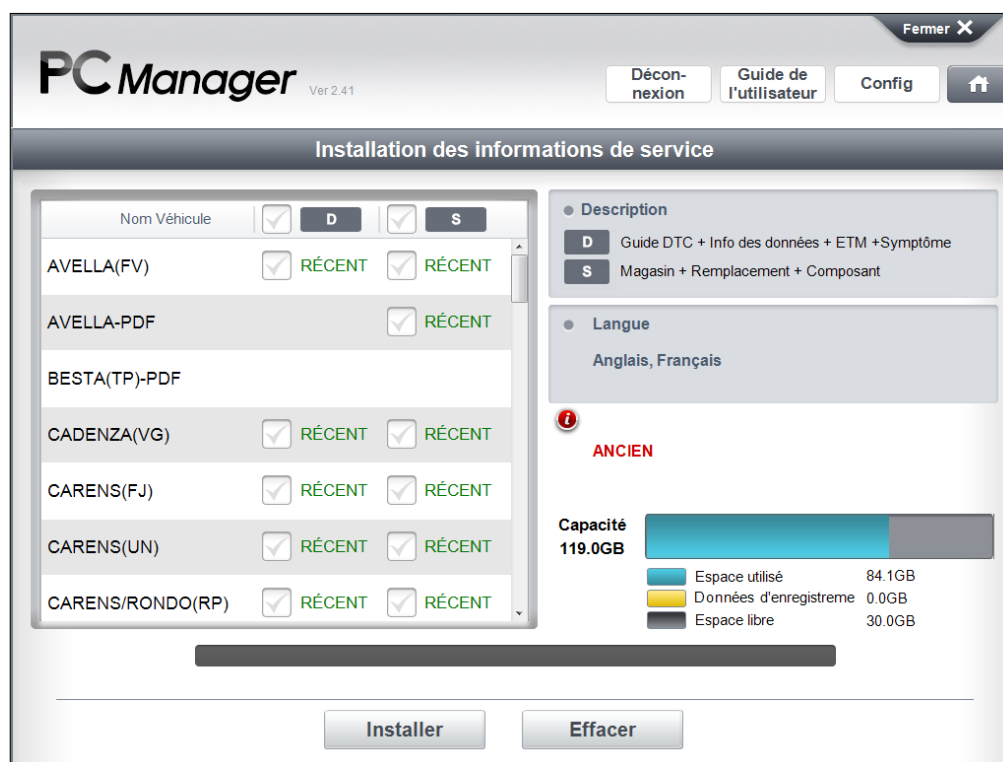 Fermer
PC Manager Ver 2.41
Décon-
nexion
Guide de
l'utilisateur
Config
Installation des informations de service
Nom Véhicule D S
AVELLA(FV) RÉCENT RÉCENT
AVELLA-PDF RÉCENT
BESTA(TP)-PDF
CADENZA(VG) RÉCENT RÉCENT
CARENS(FJ) RÉCENT RÉCENT
CARENS(UN) RÉCENT RÉCENT
CARENS/RONDO(RP) RÉCENT RÉCENT
Description
D Guide DTC + Info des données + ETM +Symptôme
S Magasin + Remplacement + Composant
Langue
Anglais, Français
i
ANCIEN
Capacité
119.0GB
Espace utilisé 84.1GB
Données d'enregistreme 0.0GB
Espace libre 30.0GB
Installer Effacer